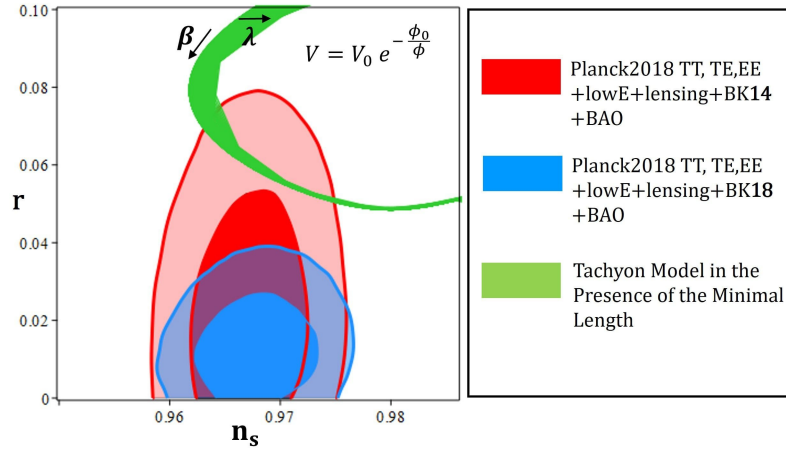 0.10
β
λ
V = V₀ e^{-ϕ₀/ϕ}
0.08
0.06
r
0.04
0.02
0
0.96
0.97
0.98
nₛ
Planck2018 TT, TE,EE
+lowE+lensing+BK14
+BAO
Planck2018 TT, TE,EE
+lowE+lensing+BK18
+BAO
Tachyon Model in the
Presence of the Minimal
Length